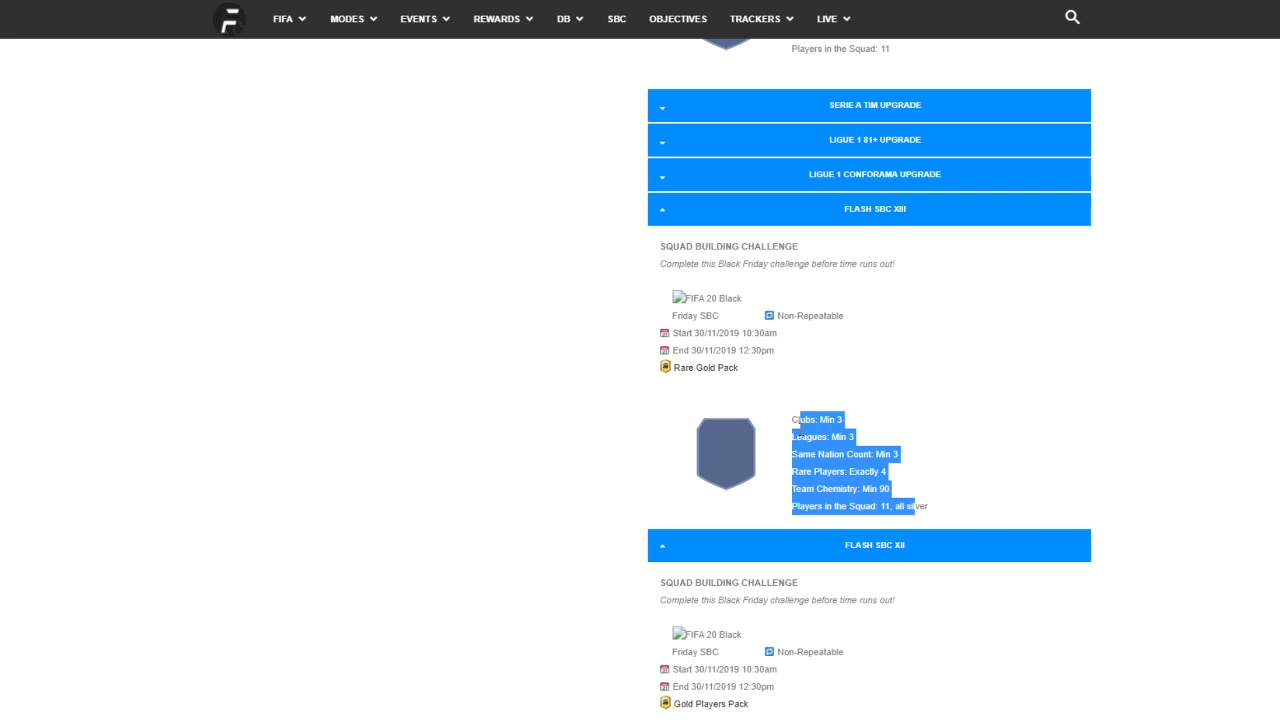 FIFA MODES EVENTS REWARDS DB SBC OBJECTIVES TRACKERS LIVE
Players in the Squad: 11
SERIE A TIM UPGRADE
LIGUE 1 81+ UPGRADE
LIGUE 1 CONFORAMA UPGRADE
FLASH SBC XIII
SQUAD BUILDING CHALLENGE
Complete this Black Friday challenge before time runs out!
FIFA 20 Black
Friday SBC Non-Repeatable
Start 30/11/2019 10:30am
End 30/11/2019 12:30pm
Rare Gold Pack
Clubs: Min 3
Leagues: Min 3
Same Nation Count: Min 3
Rare Players: Exactly 4
Team Chemistry: Min 90
Players in the Squad: 11, all silver
FLASH SBC XII
SQUAD BUILDING CHALLENGE
Complete this Black Friday challenge before time runs out!
FIFA 20 Black
Friday SBC Non-Repeatable
Start 30/11/2019 10:30am
End 30/11/2019 12:30pm
Gold Players Pack